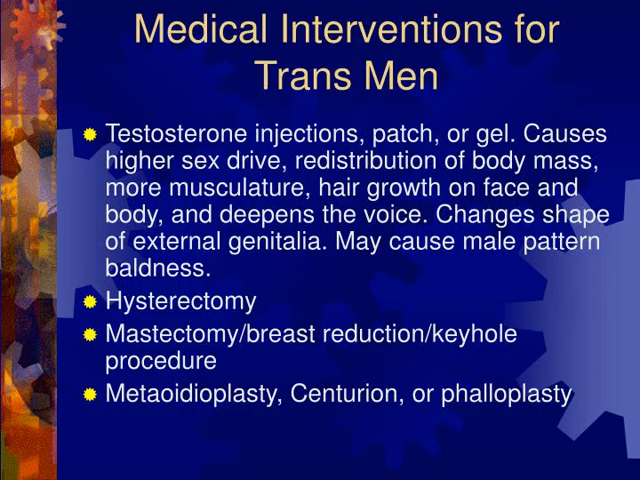 Medical Interventions for
Trans Men
Testosterone injections, patch, or gel. Causes
higher sex drive, redistribution of body mass,
more musculature, hair growth on face and
body, and deepens the voice. Changes shape
of external genitalia. May cause male pattern
baldness.
Hysterectomy
Mastectomy/breast reduction/keyhole
procedure
Metaoidioplasty, Centurion, or phalloplasty